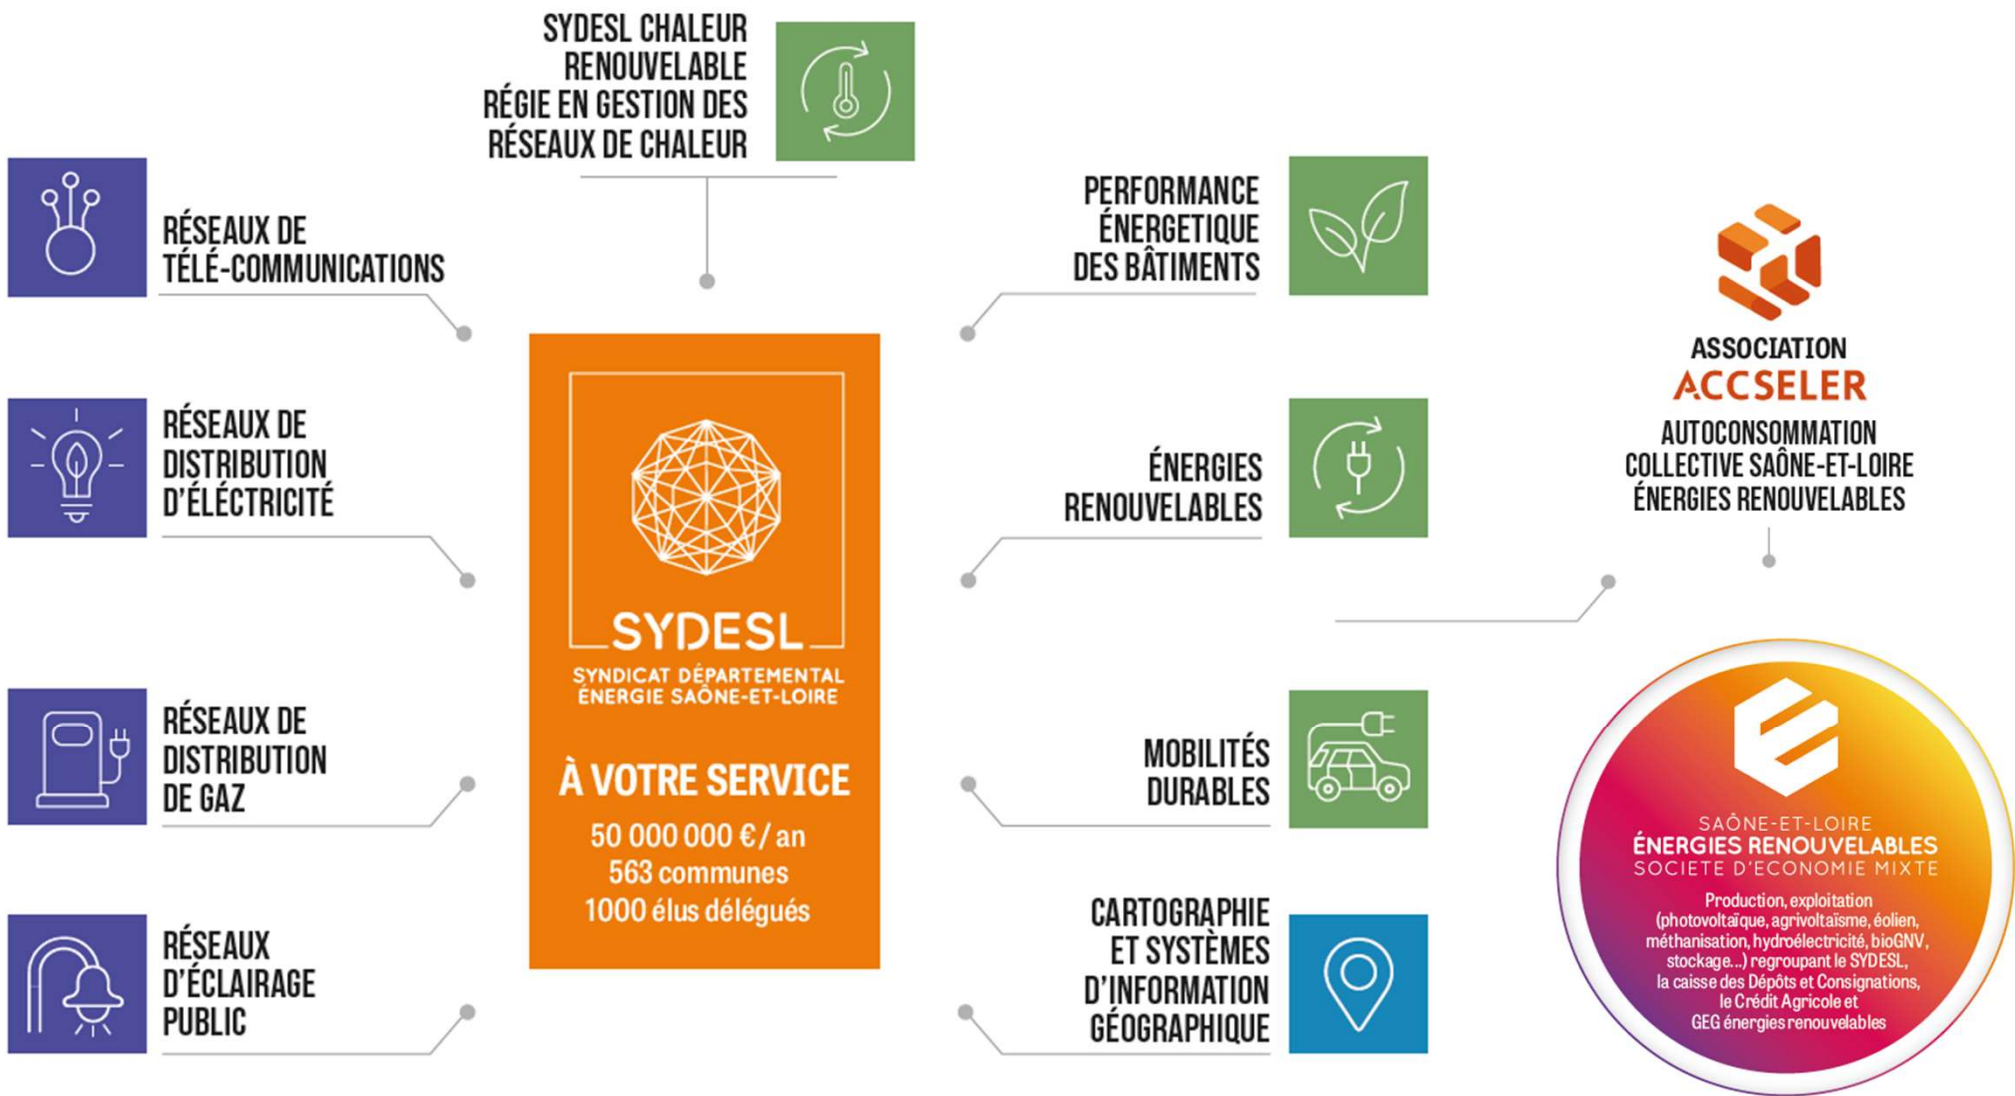 SYDESL CHALEUR
RENOUVELABLE
RÉGIE EN GESTION DES
RÉSEAUX DE CHALEUR
RÉSEAUX DE
TÉLÉ-COMMUNICATIONS
RÉSEAUX DE
DISTRIBUTION
D'ÉLÉCTRICITÉ
RÉSEAUX DE
DISTRIBUTION
DE GAZ
RÉSEAUX
D'ÉCLAIRAGE
PUBLIC
SYDESL
SYNDICAT DÉPARTEMENTAL
ÉNERGIE SAÔNE-ET-LOIRE
À VOTRE SERVICE
50 000 000 €/ an
563 communes
1000 élus délégués
PERFORMANCE
ÉNERGETIQUE
DES BÂTIMENTS
ÉNERGIES
RENOUVELABLES
MOBILITÉS
DURABLES
CARTOGRAPHIE
ET SYSTÈMES
D'INFORMATION
GÉOGRAPHIQUE
ASSOCIATION
ACCSELER
AUTOCONSOMMATION
COLLECTIVE SAÔNE-ET-LOIRE
ÉNERGIES RENOUVELABLES
SAÔNE-ET-LOIRE
ÉNERGIES RENOUVELABLES
SOCIETE D'ECONOMIE MIXTE
Production, exploitation
(photovoltaïque, agrivoltaïsme, éolien,
méthanisation, hydroélectricité, bioGNV,
stockage...) regroupant le SYDESL,
la caisse des Dépôts et Consignations,
le Crédit Agricole et
GEG énergies renouvelables